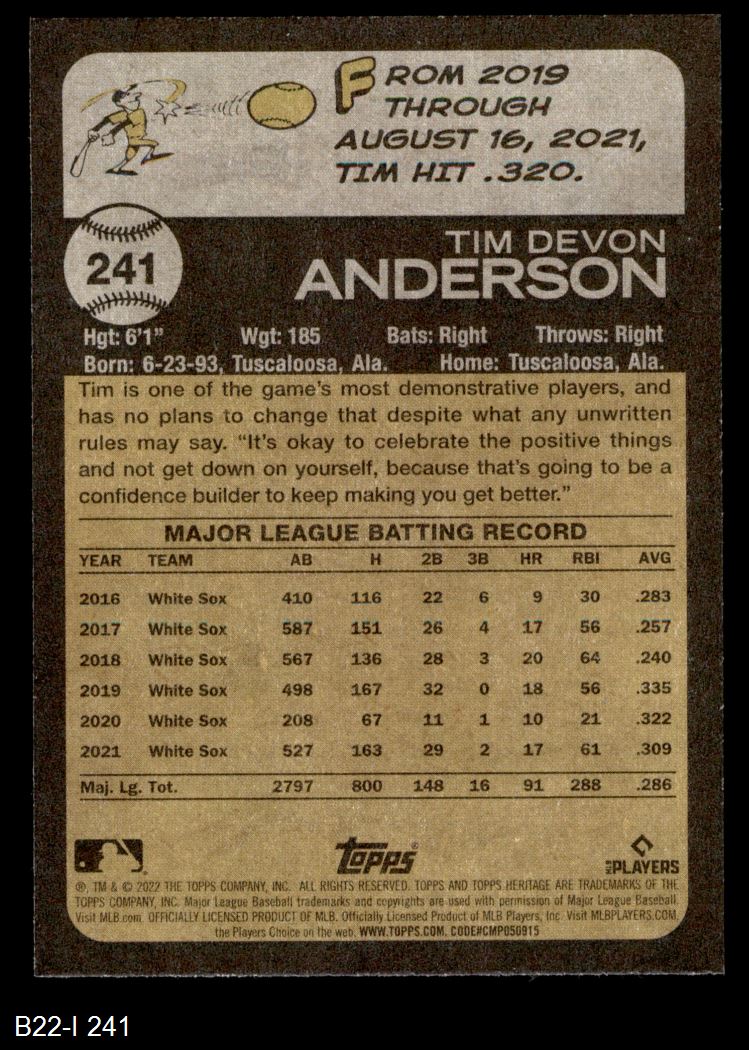 FROM 2019
THROUGH
AUGUST 16, 2021,
TIM HIT .320.
241
TIM DEVON
ANDERSON
Hgt: 6'1" Wgt: 185 Bats: Right Throws: Right
Born: 6-23-93, Tuscaloosa, Ala. Home: Tuscaloosa, Ala.
Tim is one of the game's most demonstrative players, and
has no plans to change that despite what any unwritten
rules may say. "It's okay to celebrate the positive things
and not get down on yourself, because that's going to be a
confidence builder to keep making you get better."
MAJOR LEAGUE BATTING RECORD
YEAR TEAM AB H 2B 3B HR RBI AVG
2016 White Sox 410 116 22 6 9 30 .283
2017 White Sox 587 151 26 4 17 56 .257
2018 White Sox 567 136 28 3 20 64 .240
2019 White Sox 498 167 32 0 18 56 .335
2020 White Sox 208 67 11 1 10 21 .322
2021 White Sox 527 163 29 2 17 61 .309
Maj. Lg. Tot. 2797 800 148 16 91 288 .286
TOPPS®
MLB PLAYERS
®, TM & © 2022 THE TOPPS COMPANY, INC. ALL RIGHTS RESERVED. TOPPS AND TOPPS HERITAGE ARE TRADEMARKS OF THE
TOPPS COMPANY, INC. Major League Baseball trademarks and copyrights are used with permission of Major League Baseball.
Visit MLB.com. OFFICIALLY LICENSED PRODUCT OF MLB. Officially Licensed Product of MLB Players, Inc. Visit MLBPLAYERS.COM,
the Players Choice on the web. WWW.TOPPS.COM. CODE#CMP050915
B22-I 241